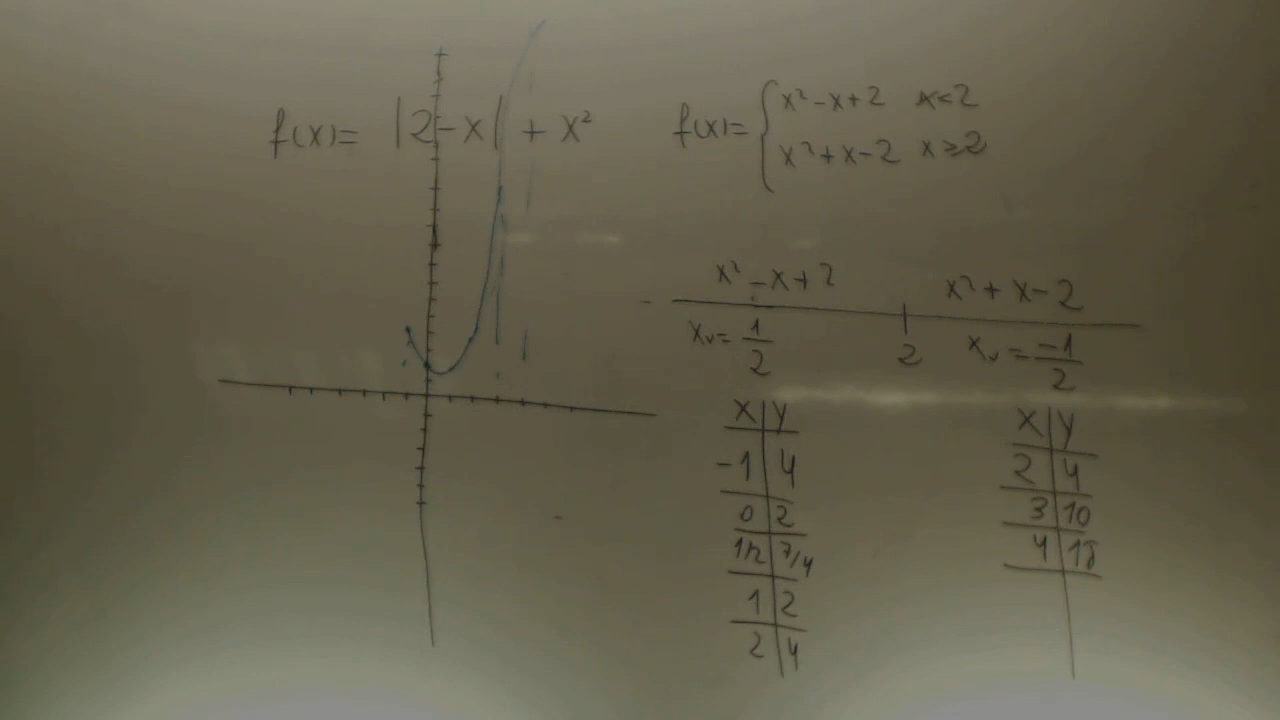 f(x)= |2-x| + x²
f(x)= { x²-x+2 x<2
x²+x-2 x≥2
x²-x+2
x²+x-2
xᵥ= 1/2
2
xᵥ= -1/2
x | y
-1 | 4
0 | 2
1/2 | 7/4
1 | 2
2 | 4
x | y
2 | 4
3 | 10
4 | 18